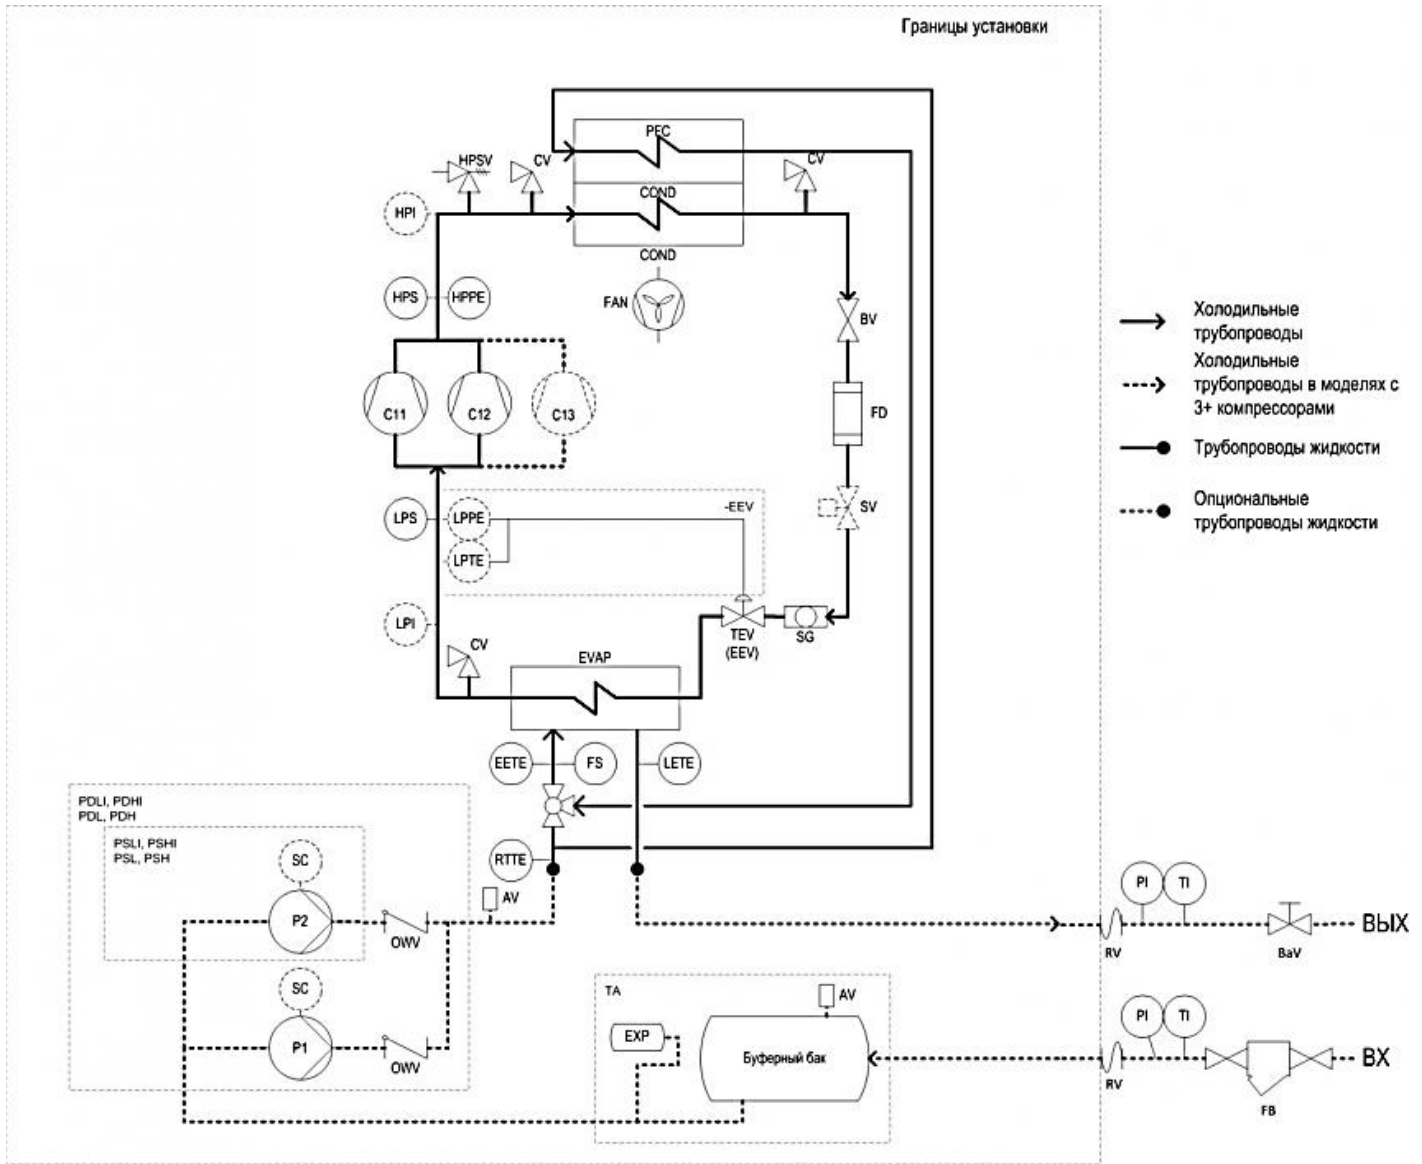 Границы установки
PEC
HPSV
CV
CV
COND
HPI
COND
HPS
HPPE
FAN
BV
C11
C12
C13
FD
LPS
LPPE
-EEV
SV
LPTE
LPI
TEV
(EEV)
SG
CV
EVAP
EETE
FS
LETE
PDLI, PDHI
PDL, PDH
PSLI, PSHI
PSL, PSH
SC
RTTE
AV
P2
OWV
SC
P1
OWV
TA
AV
EXP
Буферный бак
Холодильные
трубопроводы
Холодильные
трубопроводы в моделях с
3+ компрессорами
Трубопроводы жидкости
Опциональные
трубопроводы жидкости
PI
TI
ВЫХ
RV
BaV
PI
TI
ВХ
RV
FB